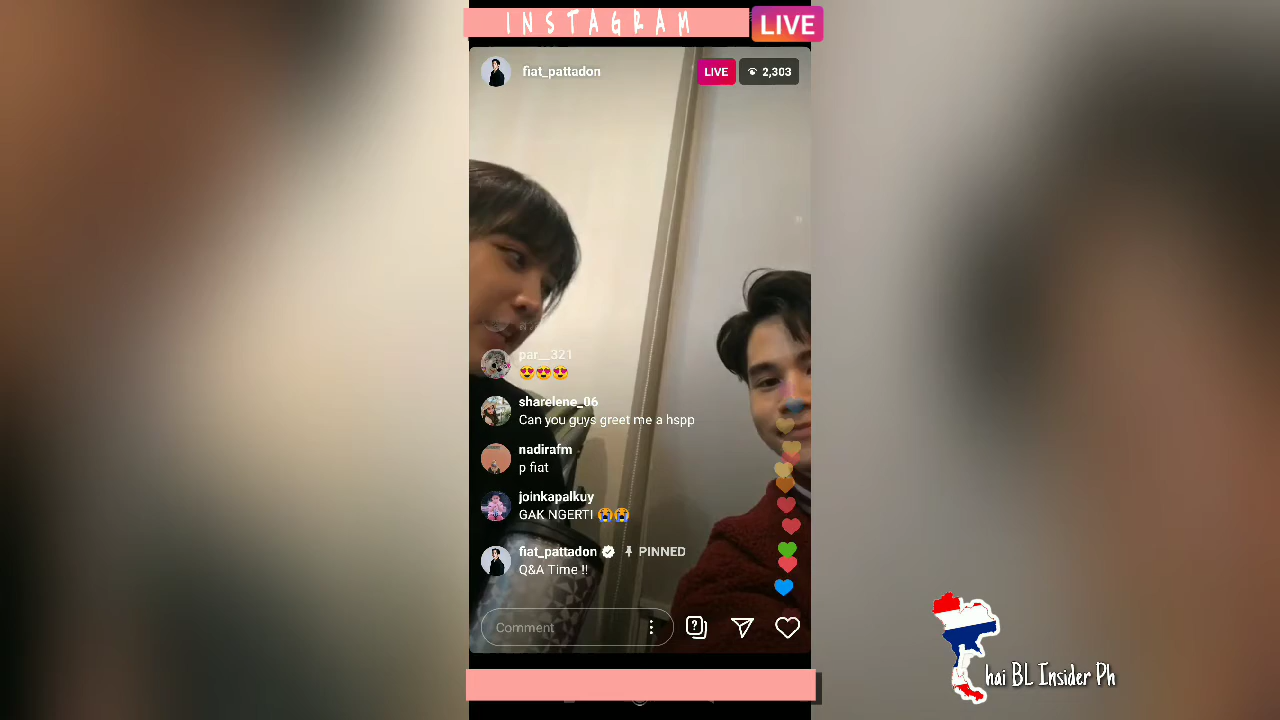 INSTAGRAM
LIVE
fiat_pattadon
LIVE
2,303
par__321
😍😍😍
sharelene_06
Can you guys greet me a hspp
nadirafm
p fiat
joinkapalkuy
GAK NGERTI 😭😭
fiat_pattadon PINNED
Q&A Time !!
Comment
hai BL Insider Ph